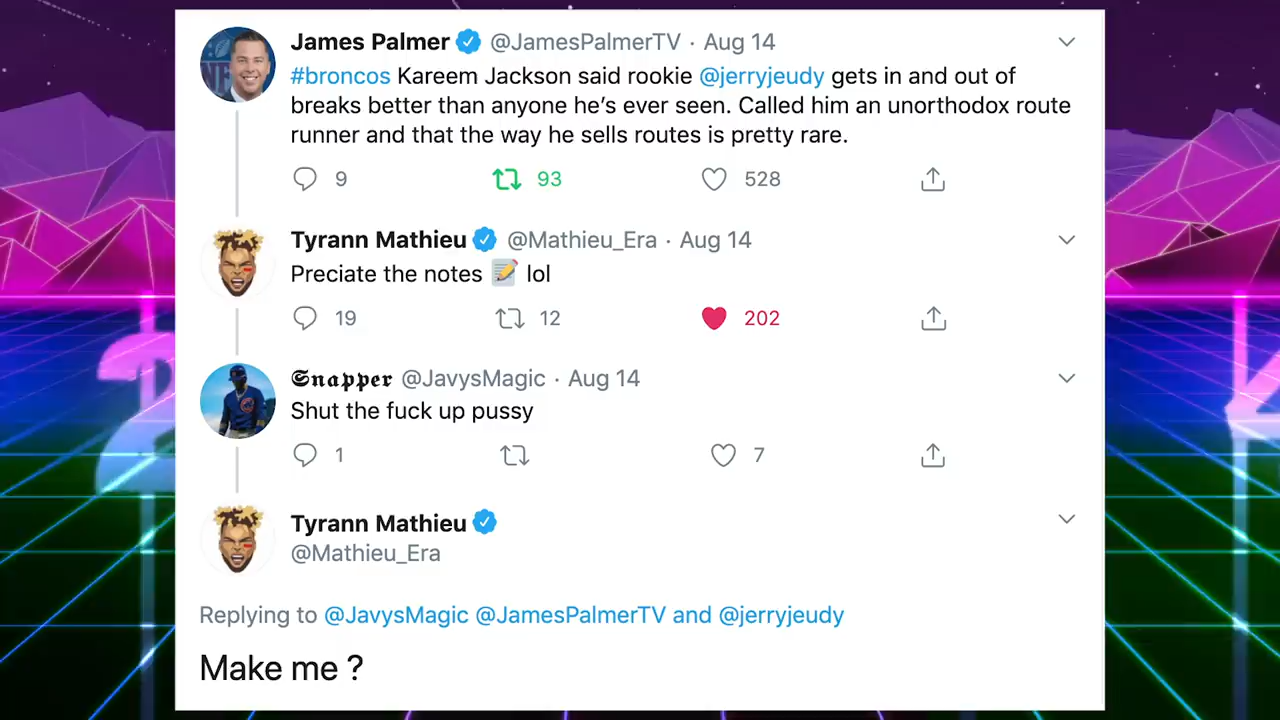 James Palmer @JamesPalmerTV · Aug 14
#broncos Kareem Jackson said rookie @jerryjeudy gets in and out of
breaks better than anyone he’s ever seen. Called him an unorthodox route
runner and that the way he sells routes is pretty rare.
9 93 528
Tyrann Mathieu @Mathieu_Era · Aug 14
Preciate the notes 📝 lol
19 12 202
𝕾𝖓𝖆𝖕𝖕𝖊𝖗 @JavysMagic · Aug 14
Shut the fuck up pussy
1 7
Tyrann Mathieu
@Mathieu_Era
Replying to @JavysMagic @JamesPalmerTV and @jerryjeudy
Make me ?